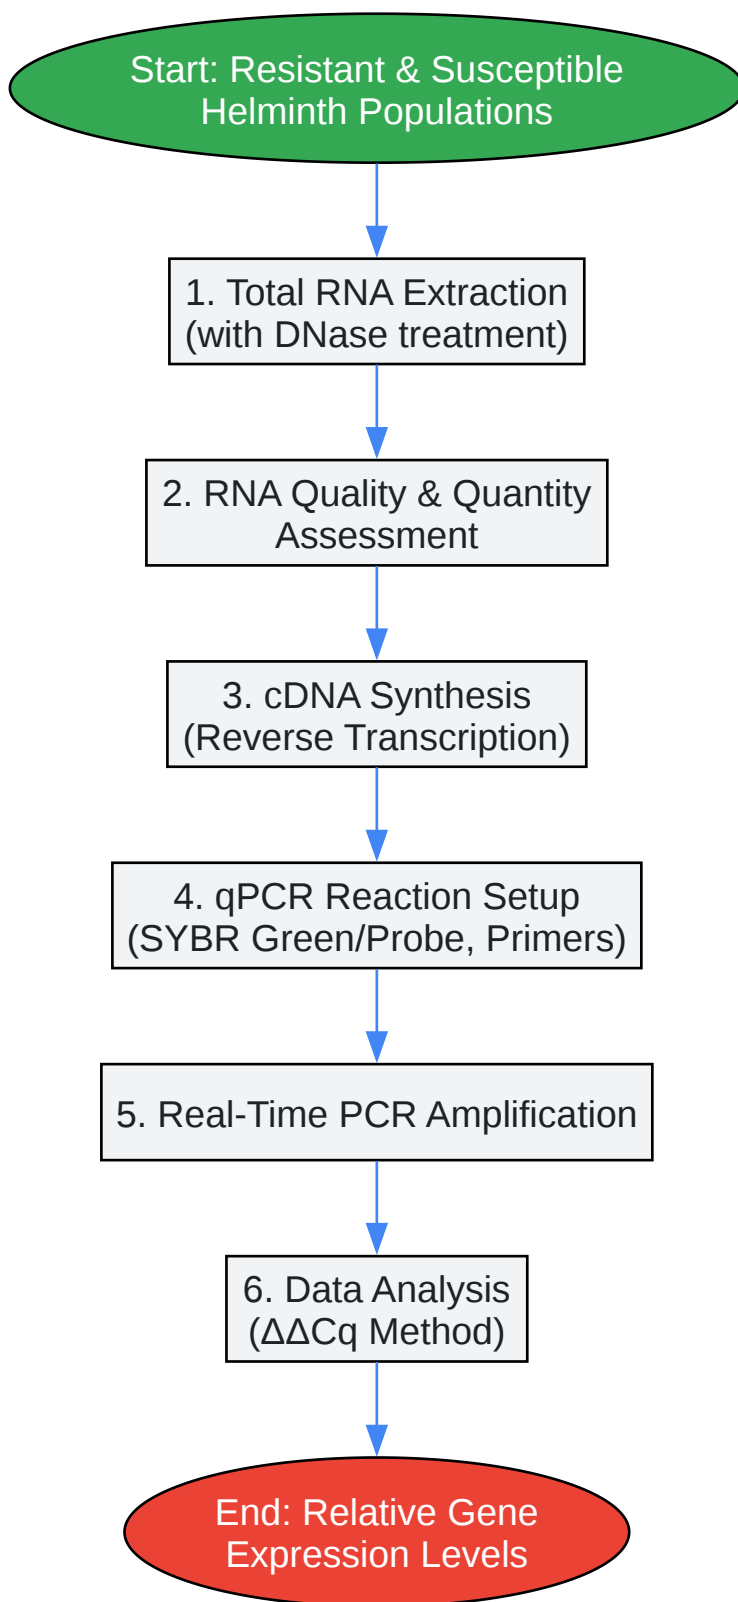 Start: Resistant & Susceptible
Helminth Populations
1. Total RNA Extraction
(with DNase treatment)
2. RNA Quality & Quantity
Assessment
3. cDNA Synthesis
(Reverse Transcription)
4. qPCR Reaction Setup
(SYBR Green/Probe, Primers)
5. Real-Time PCR Amplification
6. Data Analysis
(ΔΔCq Method)
End: Relative Gene
Expression Levels